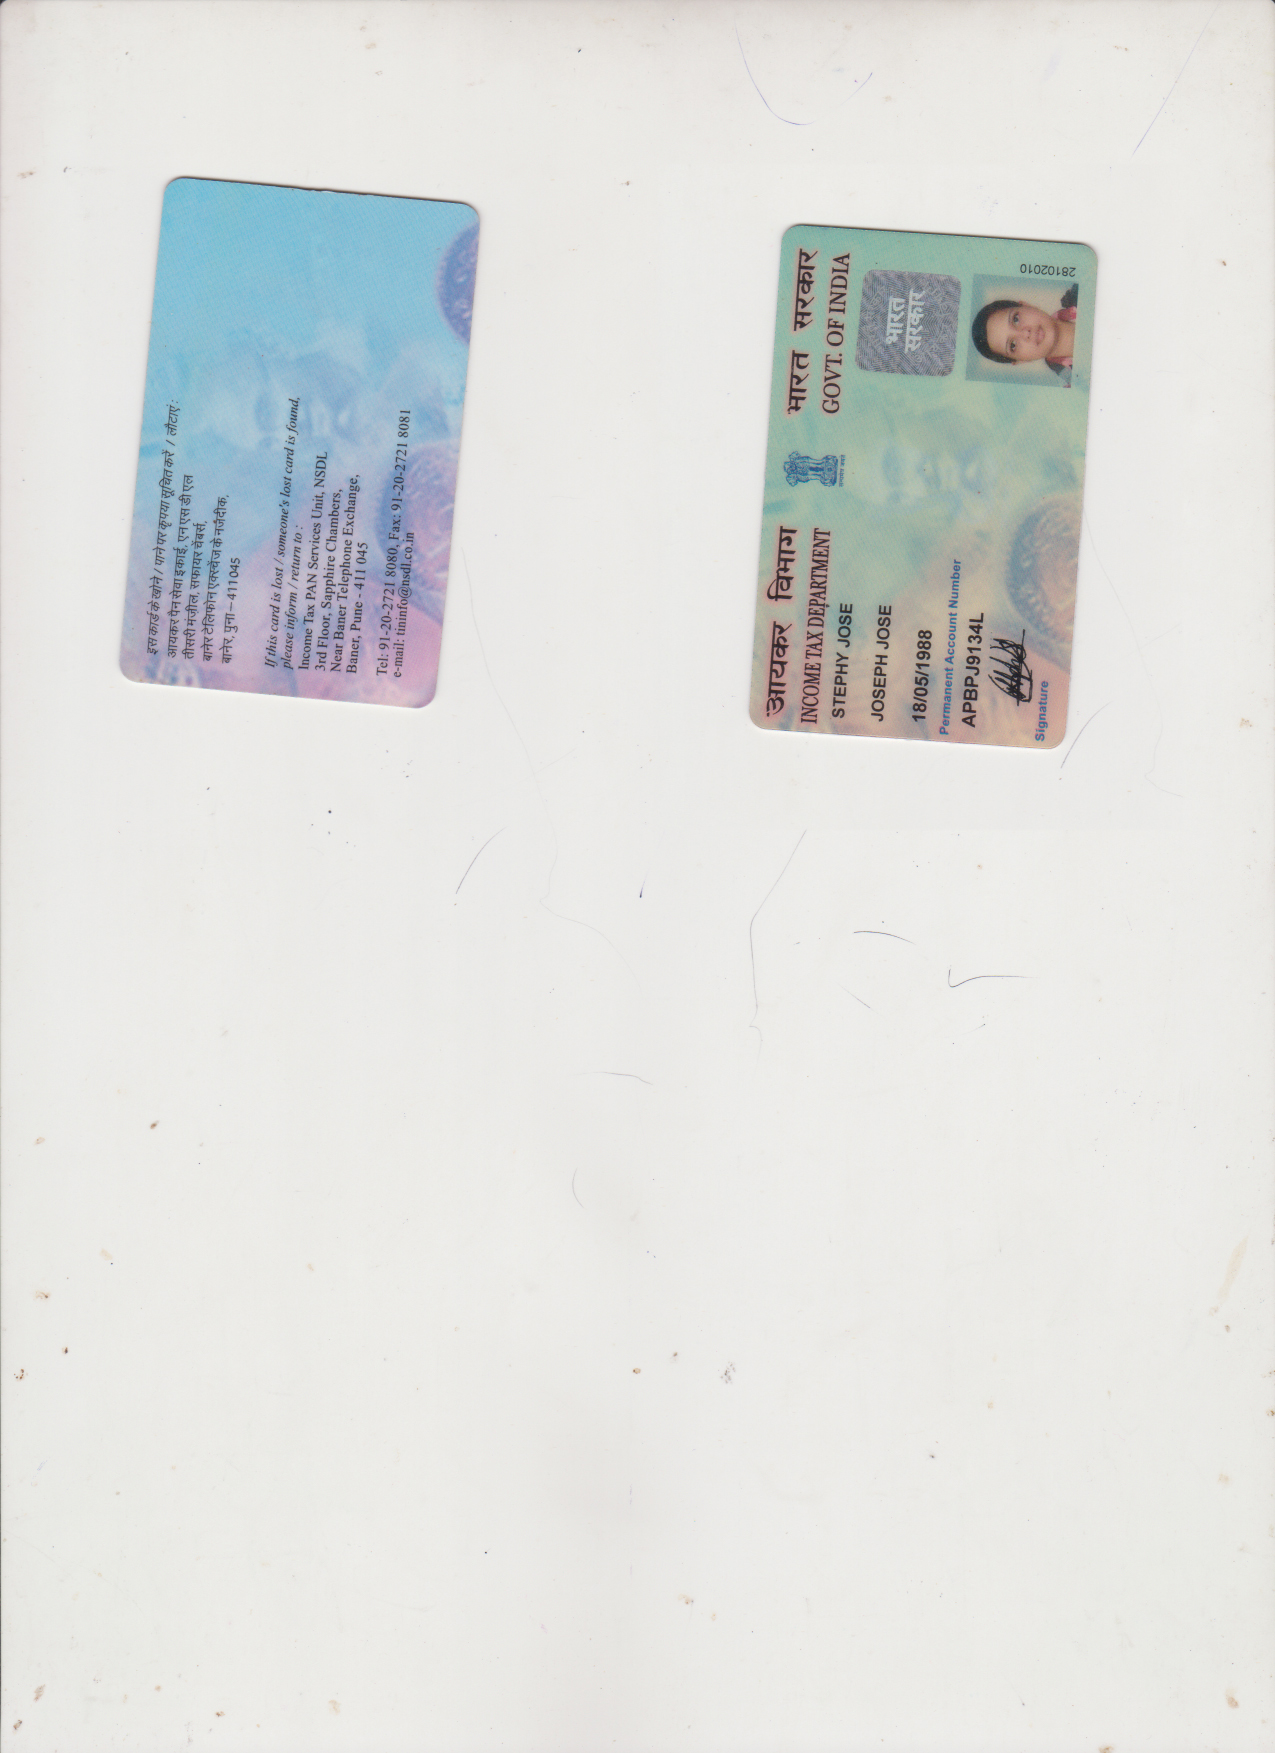 इस कार्ड के खोने / पाने पर कृपया सूचित करें / लौटाएं :
आयकर पैन सेवा इकाई, एन एस डी एल
तीसरी मंज़ील, सफायर चेंबर्स,
बानेर टेलिफोन एक्स्चेंज के नजदीक,
बानेर, पुना – 411 045
If this card is lost / someone's lost card is found,
please inform / return to :
Income Tax PAN Services Unit, NSDL
3rd Floor, Sapphire Chambers,
Near Baner Telephone Exchange,
Baner, Pune - 411 045
Tel: 91-20-2721 8080, Fax: 91-20-2721 8081
e-mail: tininfo@nsdl.co.in
आयकर विभाग
INCOME TAX DEPARTMENT
भारत सरकार
GOVT. OF INDIA
STEPHY JOSE
JOSEPH JOSE
18/05/1988
Permanent Account Number
APBPJ9134L
Signature
भारत
सरकार
28102010